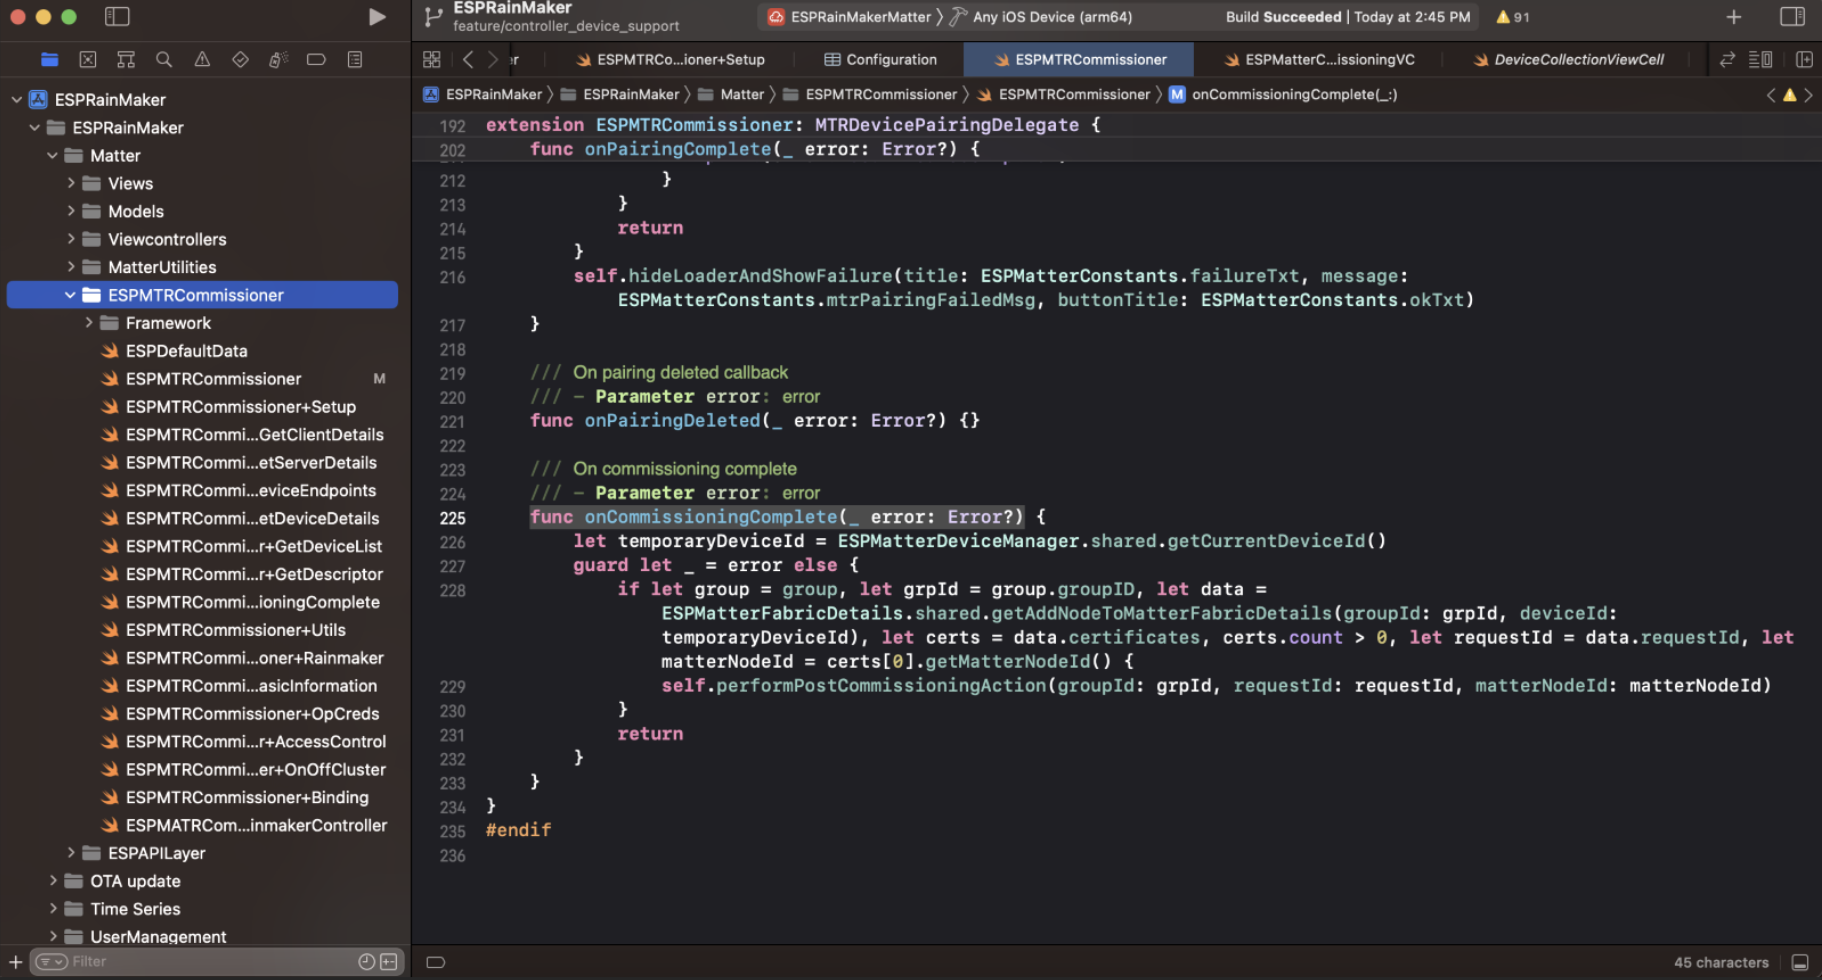 ESPRainMaker
feature/controller_device_support
ESPRainMakerMatter 〉 Any iOS Device (arm64)
Build Succeeded | Today at 2:45 PM
91
er
ESPMTRCo...ioner+Setup
Configuration
ESPMTRCommissioner
ESPMatterC...issioningVC
DeviceCollectionViewCell
ESPRainMaker 〉 ESPRainMaker 〉 Matter 〉 ESPMTRCommissioner 〉 ESPMTRCommissioner 〉 M onCommissioningComplete(_:)
ESPRainMaker
ESPRainMaker
Matter
Views
Models
Viewcontrollers
MatterUtilities
ESPMTRCommissioner
Framework
ESPDefaultData
ESPMTRCommissioner M
ESPMTRCommissioner+Setup
ESPMTRCommi...GetClientDetails
ESPMTRCommi...etServerDetails
ESPMTRCommi...eviceEndpoints
ESPMTRCommi...etDeviceDetails
ESPMTRCommi...r+GetDeviceList
ESPMTRCommi...r+GetDescriptor
ESPMTRCommi...ioningComplete
ESPMTRCommissioner+Utils
ESPMTRCommi...oner+Rainmaker
ESPMTRCommi...asicInformation
ESPMTRCommissioner+OpCreds
ESPMTRCommi...r+AccessControl
ESPMTRCommi...er+OnOffCluster
ESPMTRCommissioner+Binding
ESPMATRCom...inmakerController
ESPAPILayer
OTA update
Time Series
UserManagement
Filter
192 extension ESPMTRCommissioner: MTRDevicePairingDelegate {
202 func onPairingComplete(_ error: Error?) {
212 }
213 }
214 return
215 }
216 self.hideLoaderAndShowFailure(title: ESPMatterConstants.failureTxt, message:
ESPMatterConstants.mtrPairingFailedMsg, buttonTitle: ESPMatterConstants.okTxt)
217 }
218
219 /// On pairing deleted callback
220 /// - Parameter error: error
221 func onPairingDeleted(_ error: Error?) {}
222
223 /// On commissioning complete
224 /// - Parameter error: error
225 func onCommissioningComplete(_ error: Error?) {
226 let temporaryDeviceId = ESPMatterDeviceManager.shared.getCurrentDeviceId()
227 guard let _ = error else {
228 if let group = group, let grpId = group.groupID, let data =
ESPMatterFabricDetails.shared.getAddNodeToMatterFabricDetails(groupId: grpId, deviceId:
temporaryDeviceId), let certs = data.certificates, certs.count > 0, let requestId = data.requestId, let
matterNodeId = certs[0].getMatterNodeId() {
229 self.performPostCommissioningAction(groupId: grpId, requestId: requestId, matterNodeId: matterNodeId)
230 }
231 return
232 }
233 }
234 }
235 #endif
236
45 characters